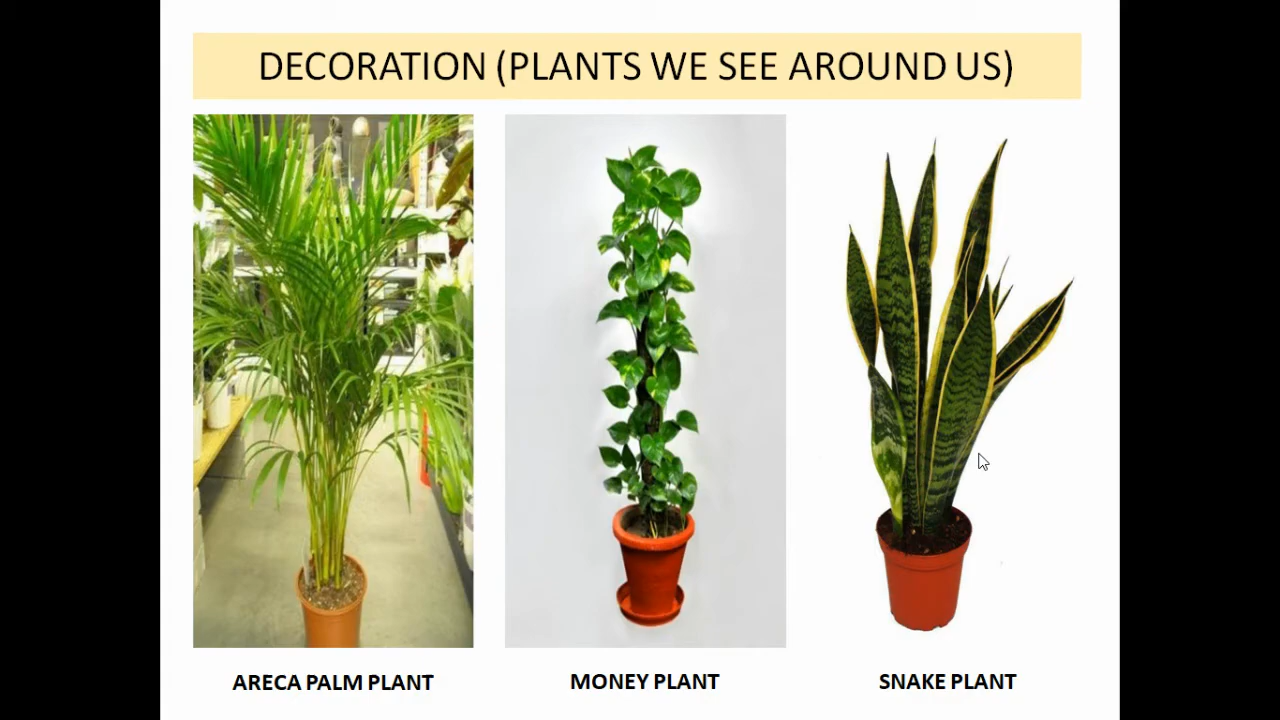 DECORATION (PLANTS WE SEE AROUND US)
ARECA PALM PLANT
MONEY PLANT
SNAKE PLANT